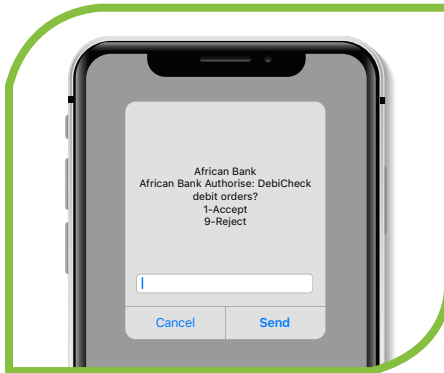 African Bank
African Bank Authorise: DebiCheck
debit orders?
1-Accept
9-Reject
Cancel
Send